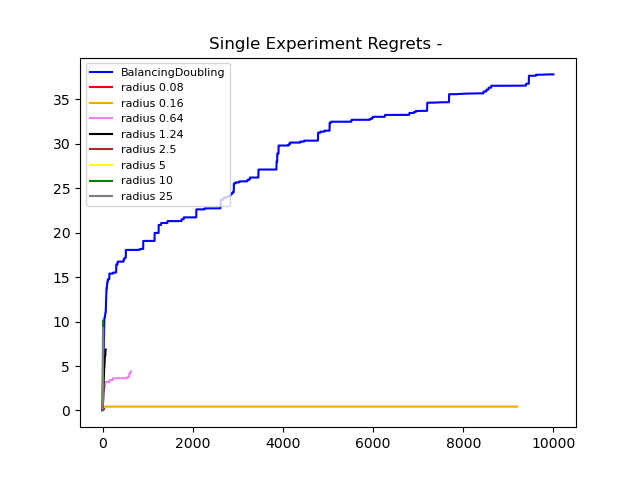 Single Experiment Regrets -
BalancingDoubling
radius 0.08
radius 0.16
radius 0.64
radius 1.24
radius 2.5
radius 5
radius 10
radius 25
35
30
25
20
15
10
5
0
0 2000 4000 6000 8000 10000